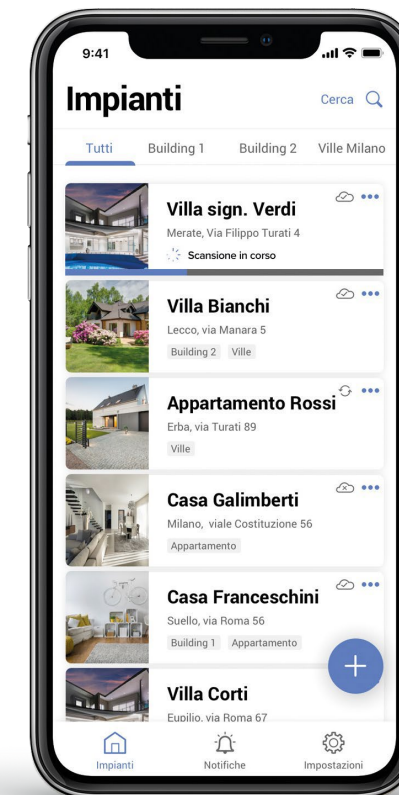 9:41
Impianti
Cerca
Tutti Building 1 Building 2 Ville Milano
Villa sign. Verdi
Merate, Via Filippo Turati 4
Scansione in corso
Villa Bianchi
Lecco, via Manara 5
Building 2 Ville
Appartamento Rossi
Erba, via Turati 89
Ville
Casa Galimberti
Milano, viale Costituzione 56
Appartamento
Casa Franceschini
Suello, via Roma 56
Building 1 Appartamento
Villa Corti
Eupilio, via Roma 67
Impianti Notifiche Impostazioni